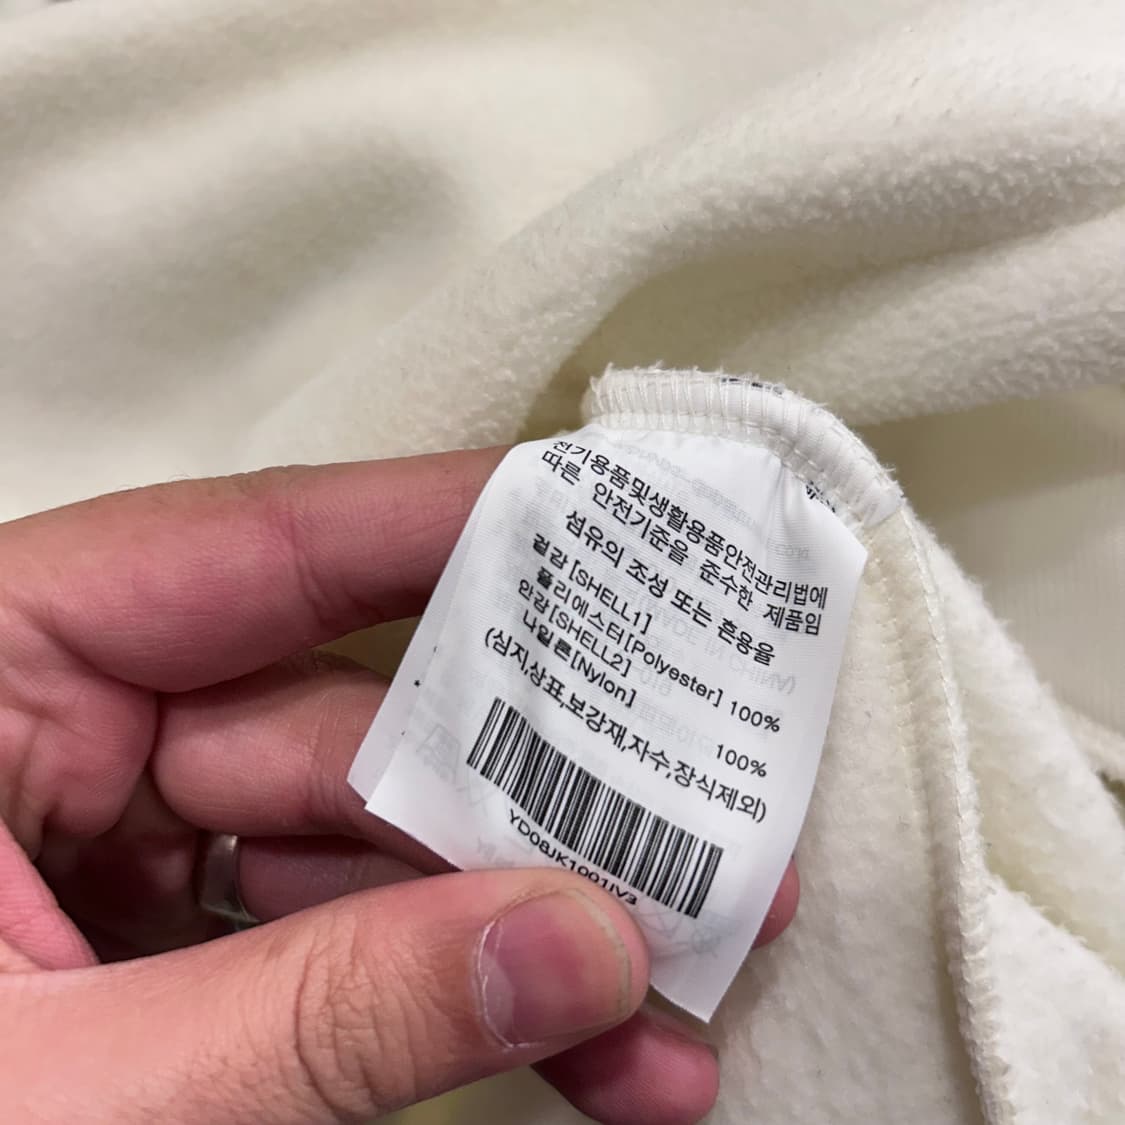 전기용품및생활용품안전관리법에
따른 안전기준을 준수한 제품임
섬유의 조성 또는 혼용율
겉감[SHELL1]
폴리에스터[Polyester] 100%
안감[SHELL2]
나일론[Nylon] 100%
(심지,상표,보강재,자수,장식제외)
YD08JK1001IV3